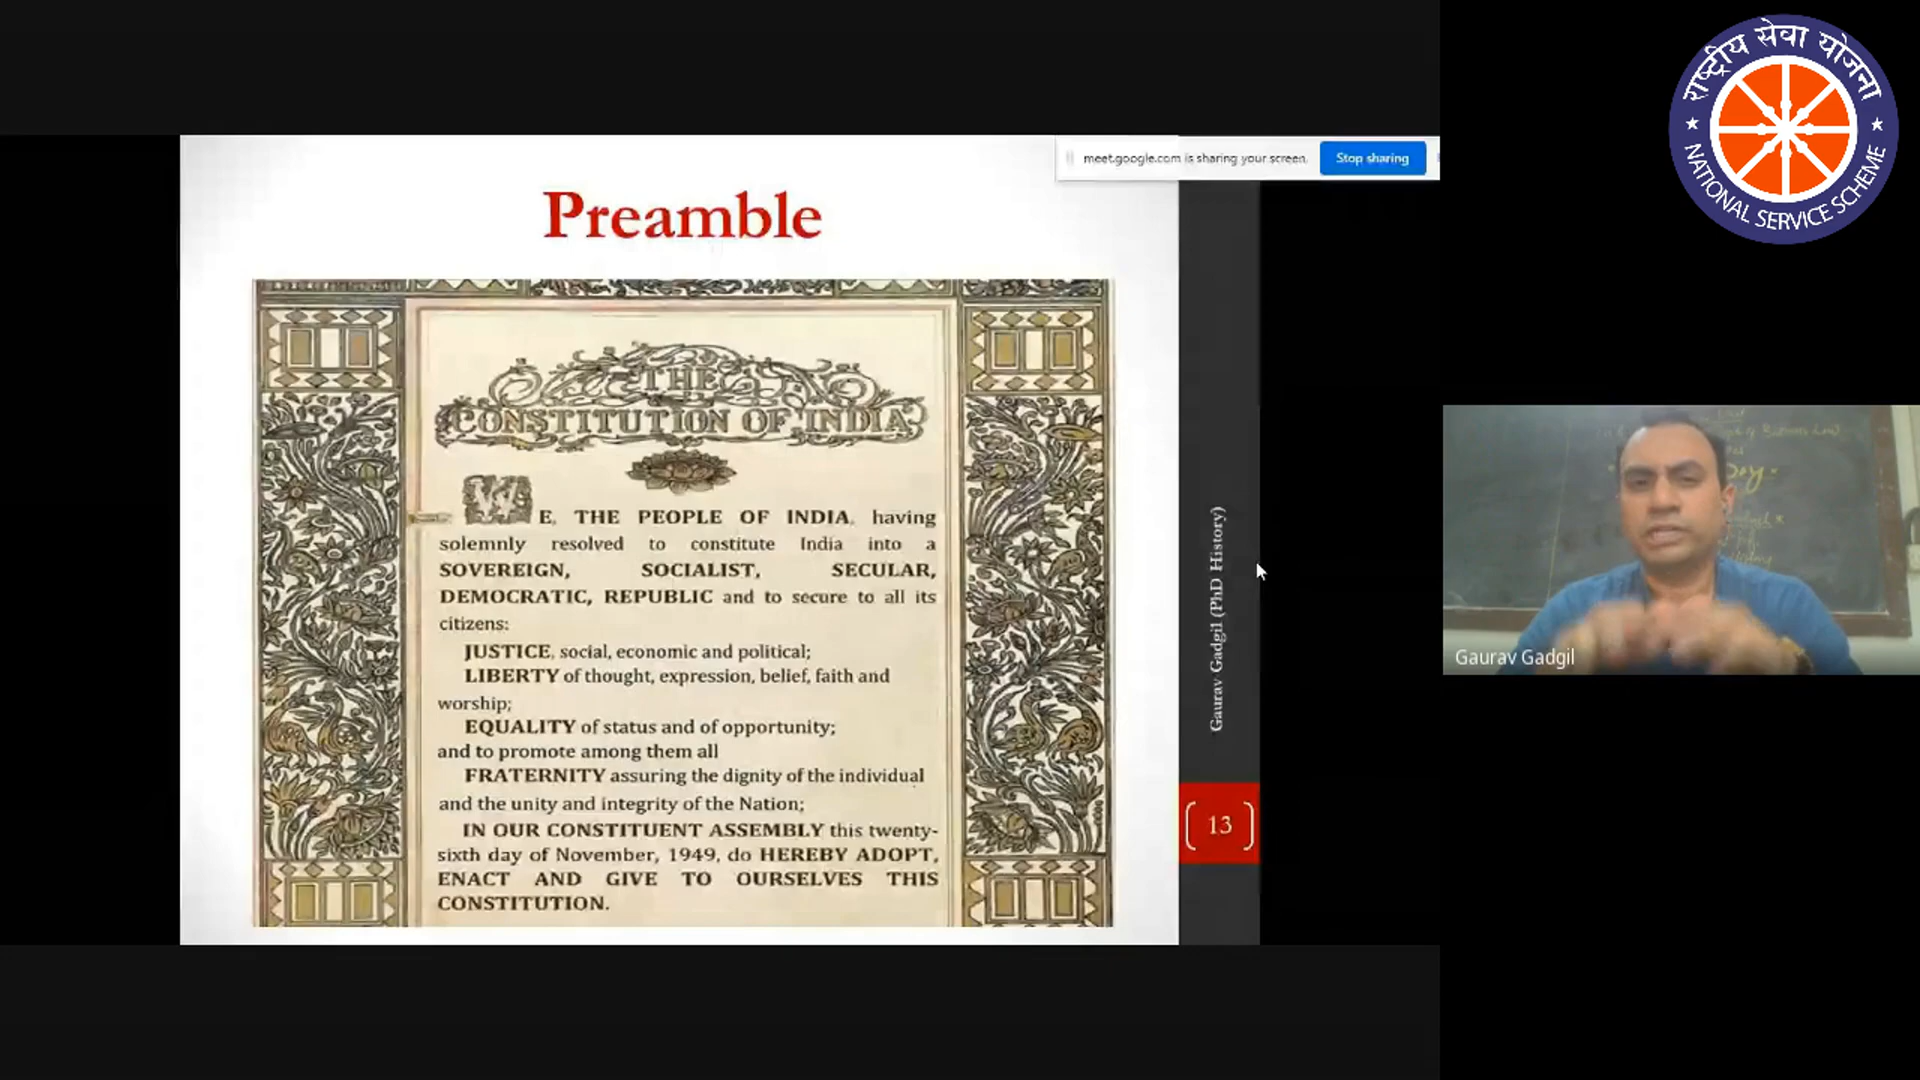 राष्ट्रीय सेवा योजना
NATIONAL SERVICE SCHEME
meet.google.com is sharing your screen.
Stop sharing
Preamble
THE
CONSTITUTION OF INDIA
WE, THE PEOPLE OF INDIA, having
solemnly resolved to constitute India into a
SOVEREIGN, SOCIALIST, SECULAR,
DEMOCRATIC, REPUBLIC and to secure to all its
citizens:
JUSTICE, social, economic and political;
LIBERTY of thought, expression, belief, faith and
worship;
EQUALITY of status and of opportunity;
and to promote among them all
FRATERNITY assuring the dignity of the individual
and the unity and integrity of the Nation;
IN OUR CONSTITUENT ASSEMBLY this twenty-
sixth day of November, 1949, do HEREBY ADOPT,
ENACT AND GIVE TO OURSELVES THIS
CONSTITUTION.
Gaurav Gadgil (PhD History)
13
Gaurav Gadgil